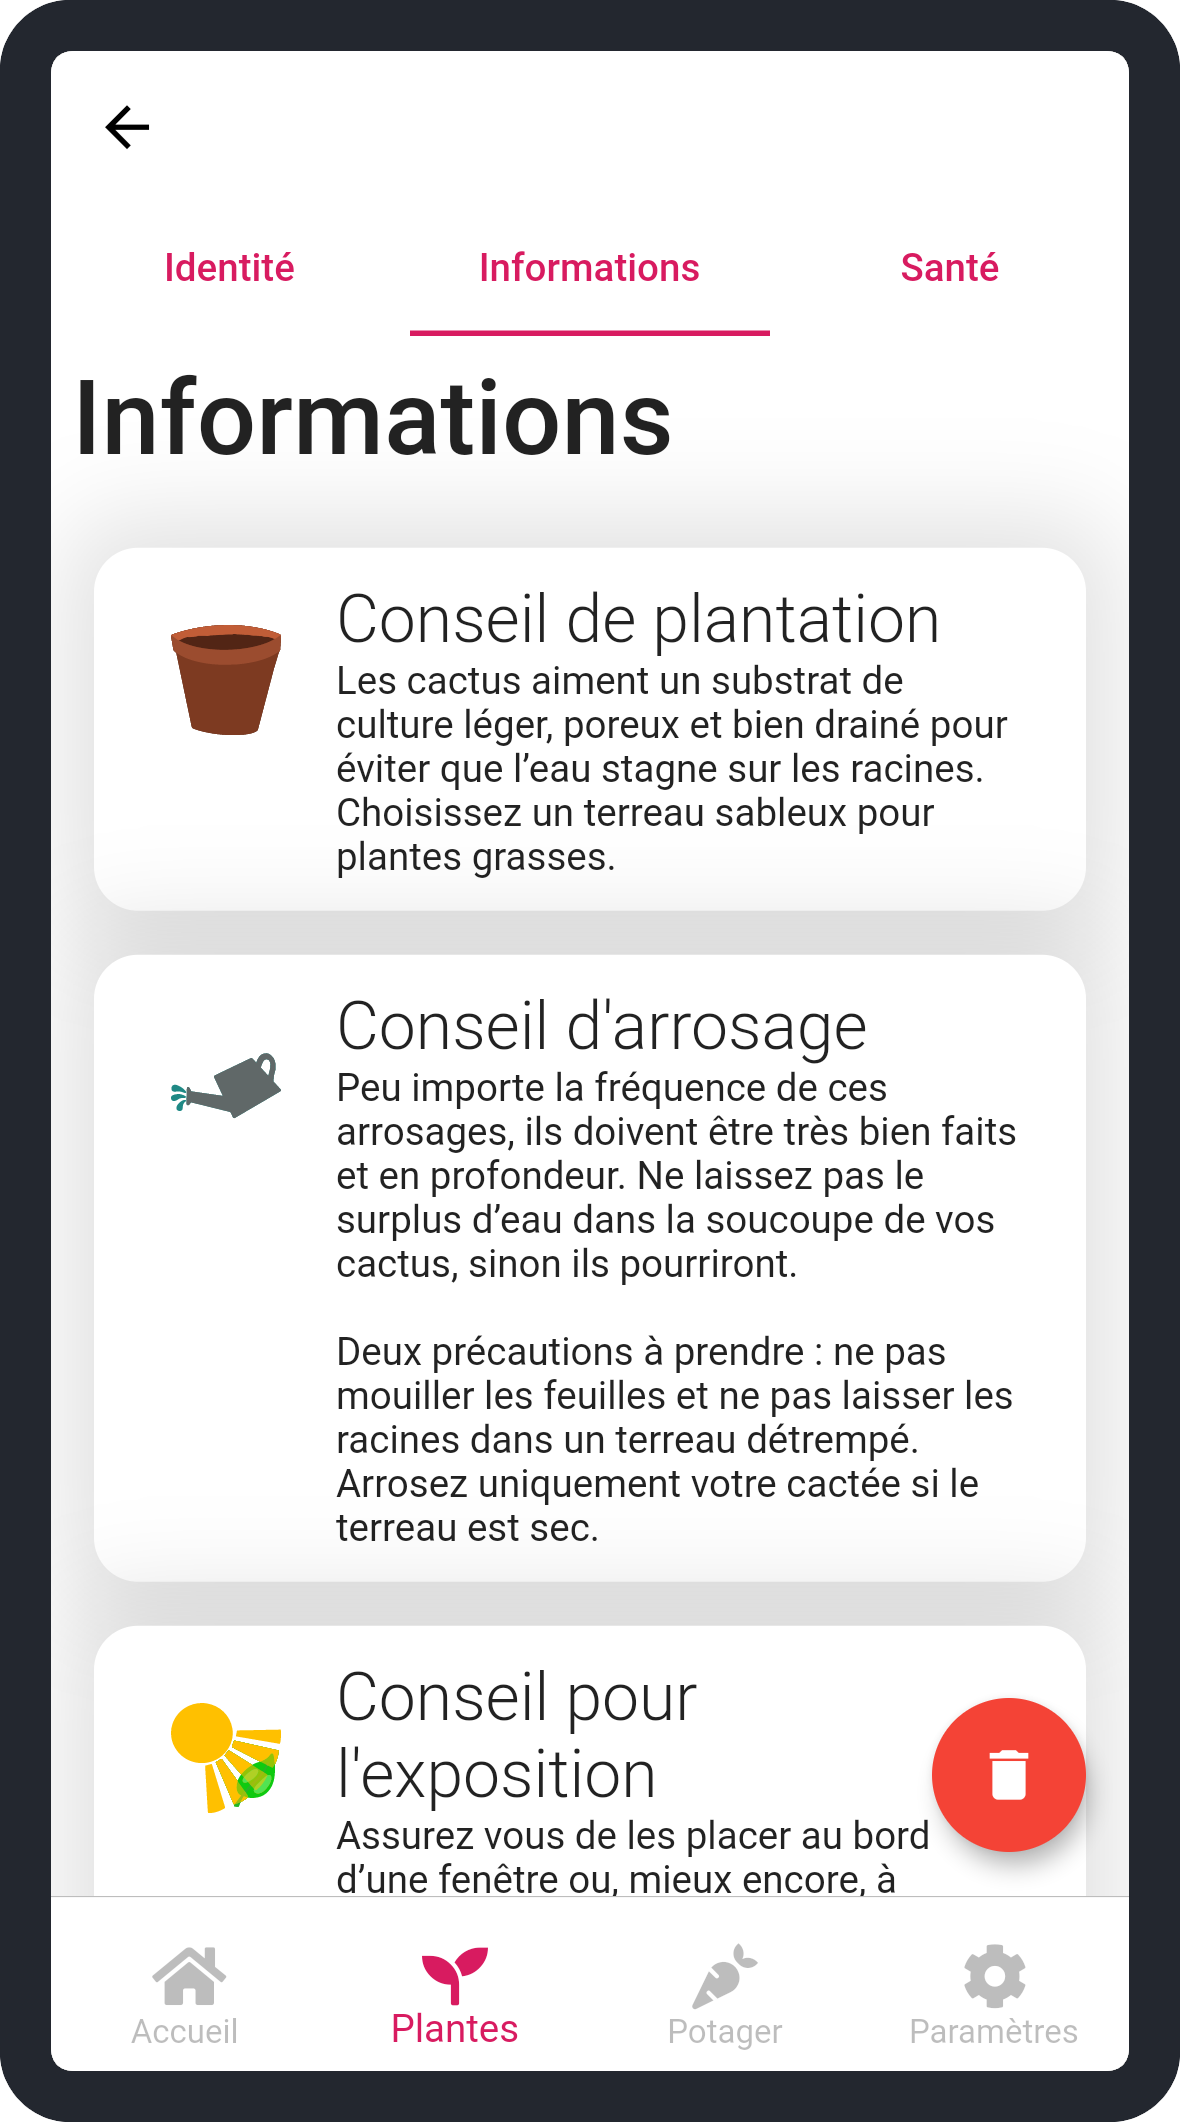 Identité Informations Santé
Informations
Conseil de plantation
Les cactus aiment un substrat de
culture léger, poreux et bien drainé pour
éviter que l’eau stagne sur les racines.
Choisissez un terreau sableux pour
plantes grasses.
Conseil d'arrosage
Peu importe la fréquence de ces
arrosages, ils doivent être très bien faits
et en profondeur. Ne laissez pas le
surplus d’eau dans la soucoupe de vos
cactus, sinon ils pourriront.
Deux précautions à prendre : ne pas
mouiller les feuilles et ne pas laisser les
racines dans un terreau détrempé.
Arrosez uniquement votre cactée si le
terreau est sec.
Conseil pour
l'exposition
Assurez vous de les placer au bord
d’une fenêtre ou, mieux encore, à
Accueil Plantes Potager Paramètres